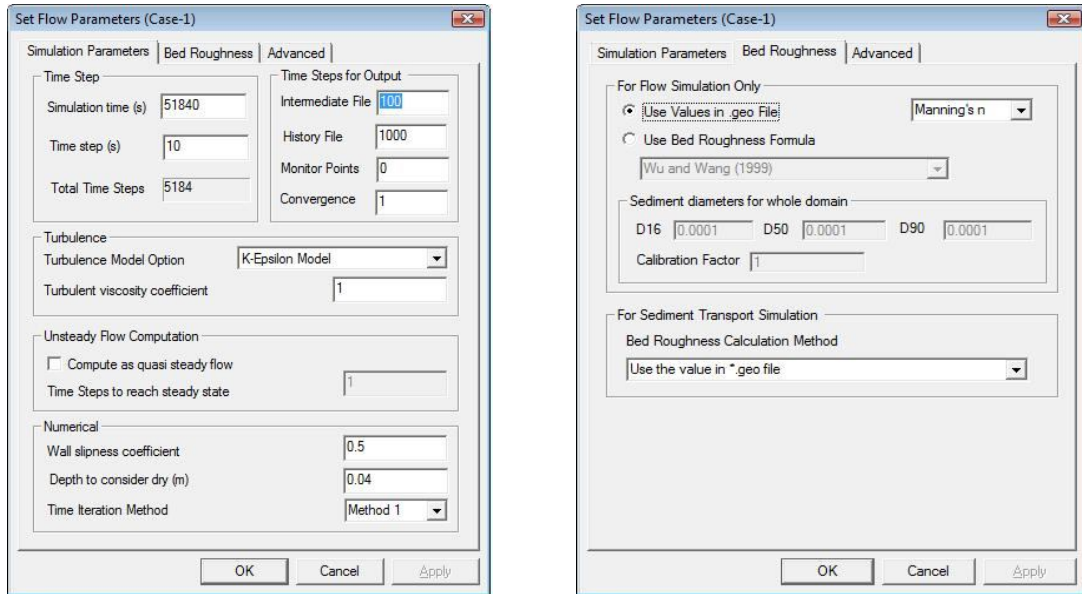 Set Flow Parameters (Case-1)
Simulation Parameters Bed Roughness Advanced
Time Step
Simulation time (s) 51840
Time step (s) 10
Total Time Steps 5184
Time Steps for Output
Intermediate File 100
History File 1000
Monitor Points 0
Convergence 1
Turbulence
Turbulence Model Option K-Epsilon Model
Turbulent viscosity coefficient 1
Unsteady Flow Computation
Compute as quasi steady flow
Time Steps to reach steady state 1
Numerical
Wall slipness coefficient 0.5
Depth to consider dry (m) 0.04
Time Iteration Method Method 1
OK Cancel Apply
Set Flow Parameters (Case-1)
Simulation Parameters Bed Roughness Advanced
For Flow Simulation Only
Use Values in .geo File Manning's n
Use Bed Roughness Formula
Wu and Wang (1999)
Sediment diameters for whole domain
D16 0.0001 D50 0.0001 D90 0.0001
Calibration Factor 1
For Sediment Transport Simulation
Bed Roughness Calculation Method
Use the value in *.geo file
OK Cancel Apply